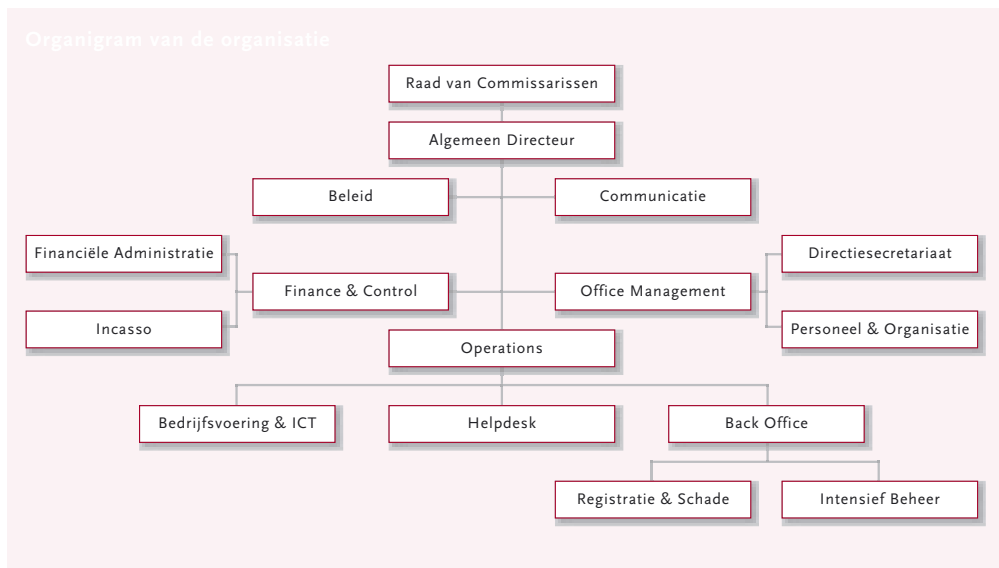 Organigram van de organisatie
Raad van Commissarissen
Algemeen Directeur
Beleid
Communicatie
Financiële Administratie
Directiesecretariaat
Finance & Control
Office Management
Incasso
Personeel & Organisatie
Operations
Bedrijfsvoering & ICT
Helpdesk
Back Office
Registratie & Schade
Intensief Beheer